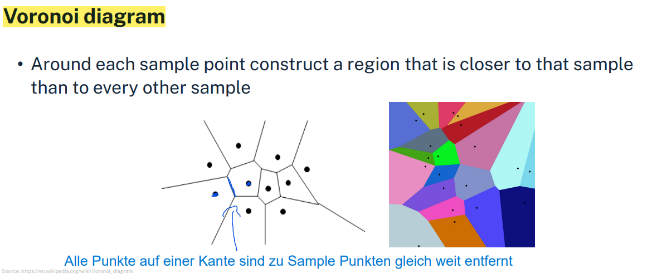 Voronoi diagram
• Around each sample point construct a region that is closer to that sample
than to every other sample
Alle Punkte auf einer Kante sind zu Sample Punkten gleich weit entfernt
Source: https://en.wikipedia.org/wiki/Voronoi_diagram